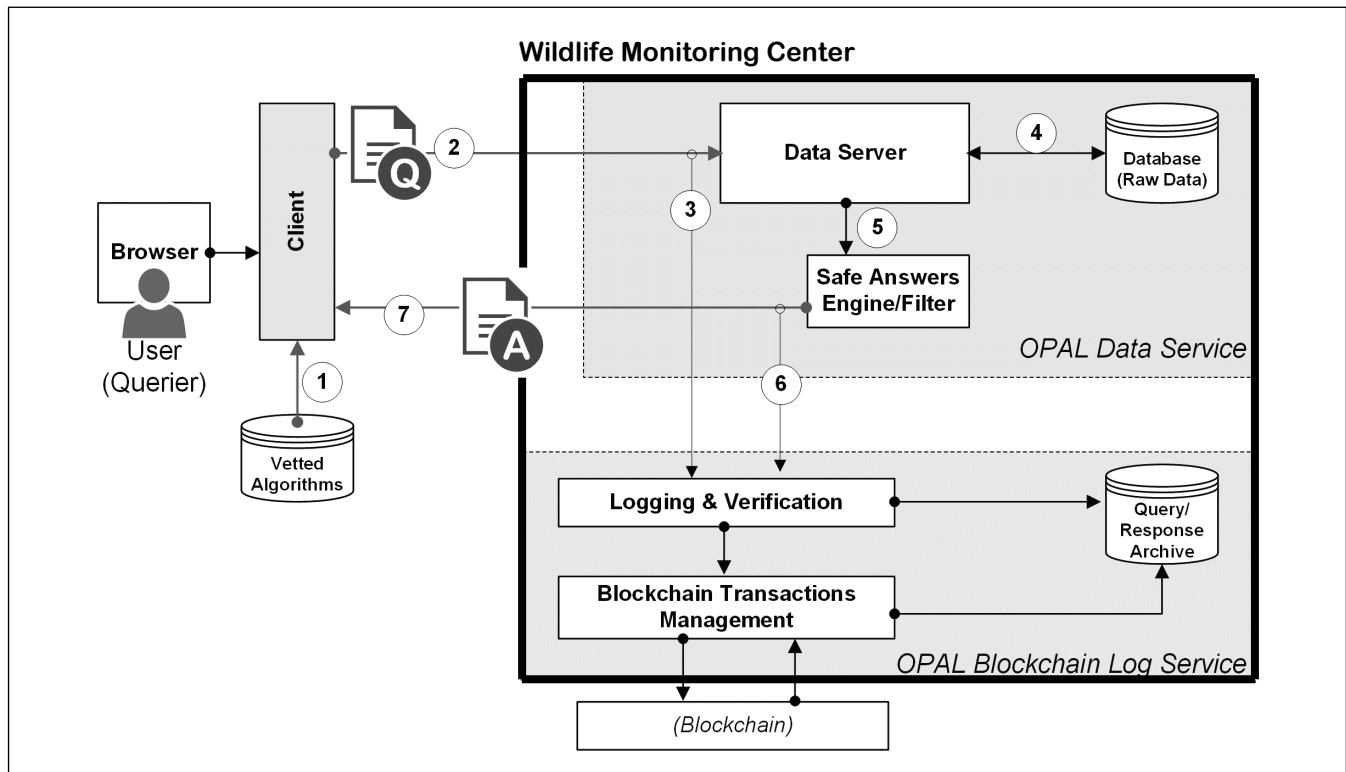 Wildlife Monitoring Center
Client
Q
2
Data Server
4
Database
(Raw Data)
3
5
Browser
Safe Answers
Engine/Filter
7
A
User
(Querier)
OPAL Data Service
1
6
Vetted
Algorithms
Logging & Verification
Query/
Response
Archive
Blockchain Transactions
Management
OPAL Blockchain Log Service
(Blockchain)